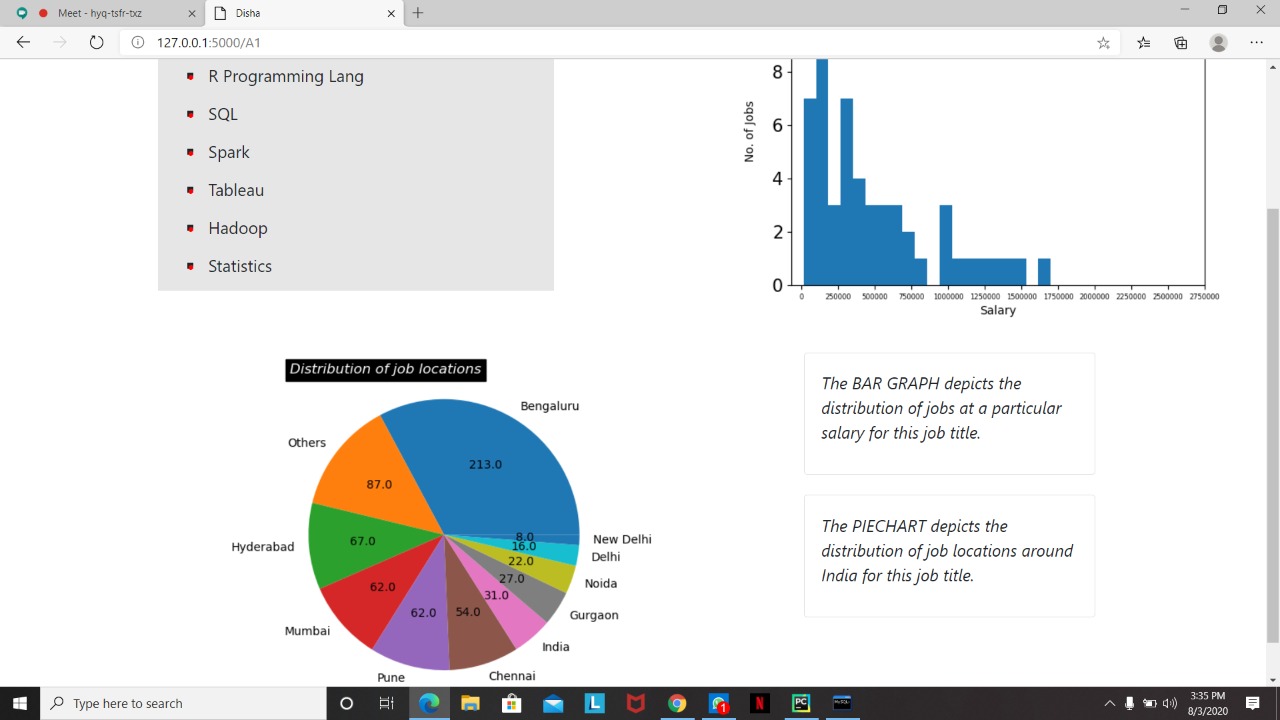 Meet - hyq-tsfr-txz
Disha
127.0.0.1:5000/A1
R Programming Lang
SQL
Spark
Tableau
Hadoop
Statistics
No. of Jobs
8
6
4
2
0
0 250000 500000 750000 1000000 1250000 1500000 1750000 2000000 2250000 2500000 2750000
Salary
Distribution of job locations
Bengaluru
213.0
Others
87.0
Hyderabad
67.0
Mumbai
62.0
Pune
62.0
Chennai
54.0
India
31.0
Gurgaon
27.0
Noida
22.0
Delhi
16.0
New Delhi
8.0
The BAR GRAPH depicts the
distribution of jobs at a particular
salary for this job title.
The PIECHART depicts the
distribution of job locations around
India for this job title.
Type here to search
L
1
N
PC
MySQL
3:35 PM
8/3/2020